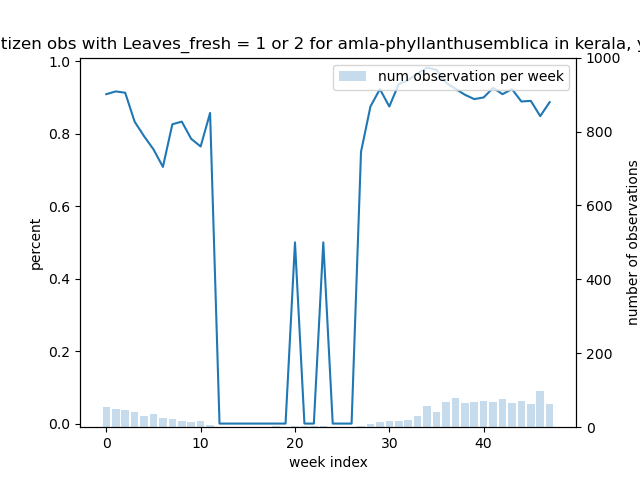 tizen obs with Leaves_fresh = 1 or 2 for amla-phyllanthusemblica in kerala, y
num observation per week
1.0
0.8
0.6
0.4
0.2
0.0
percent
1000
800
600
400
200
0
number of observations
0 10 20 30 40
week index